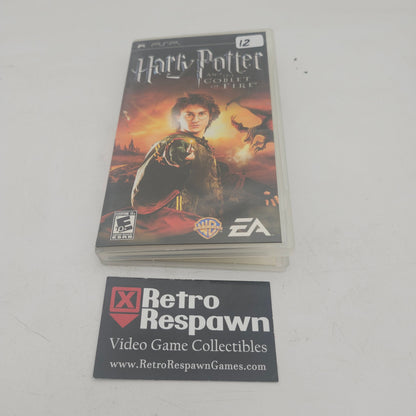 PSP
12
Harry Potter
AND THE
GOBLET
OF FIRE
E
ESRB
WB
EA
X Retro
Respawn
Video Game Collectibles
www.RetroRespawnGames.com